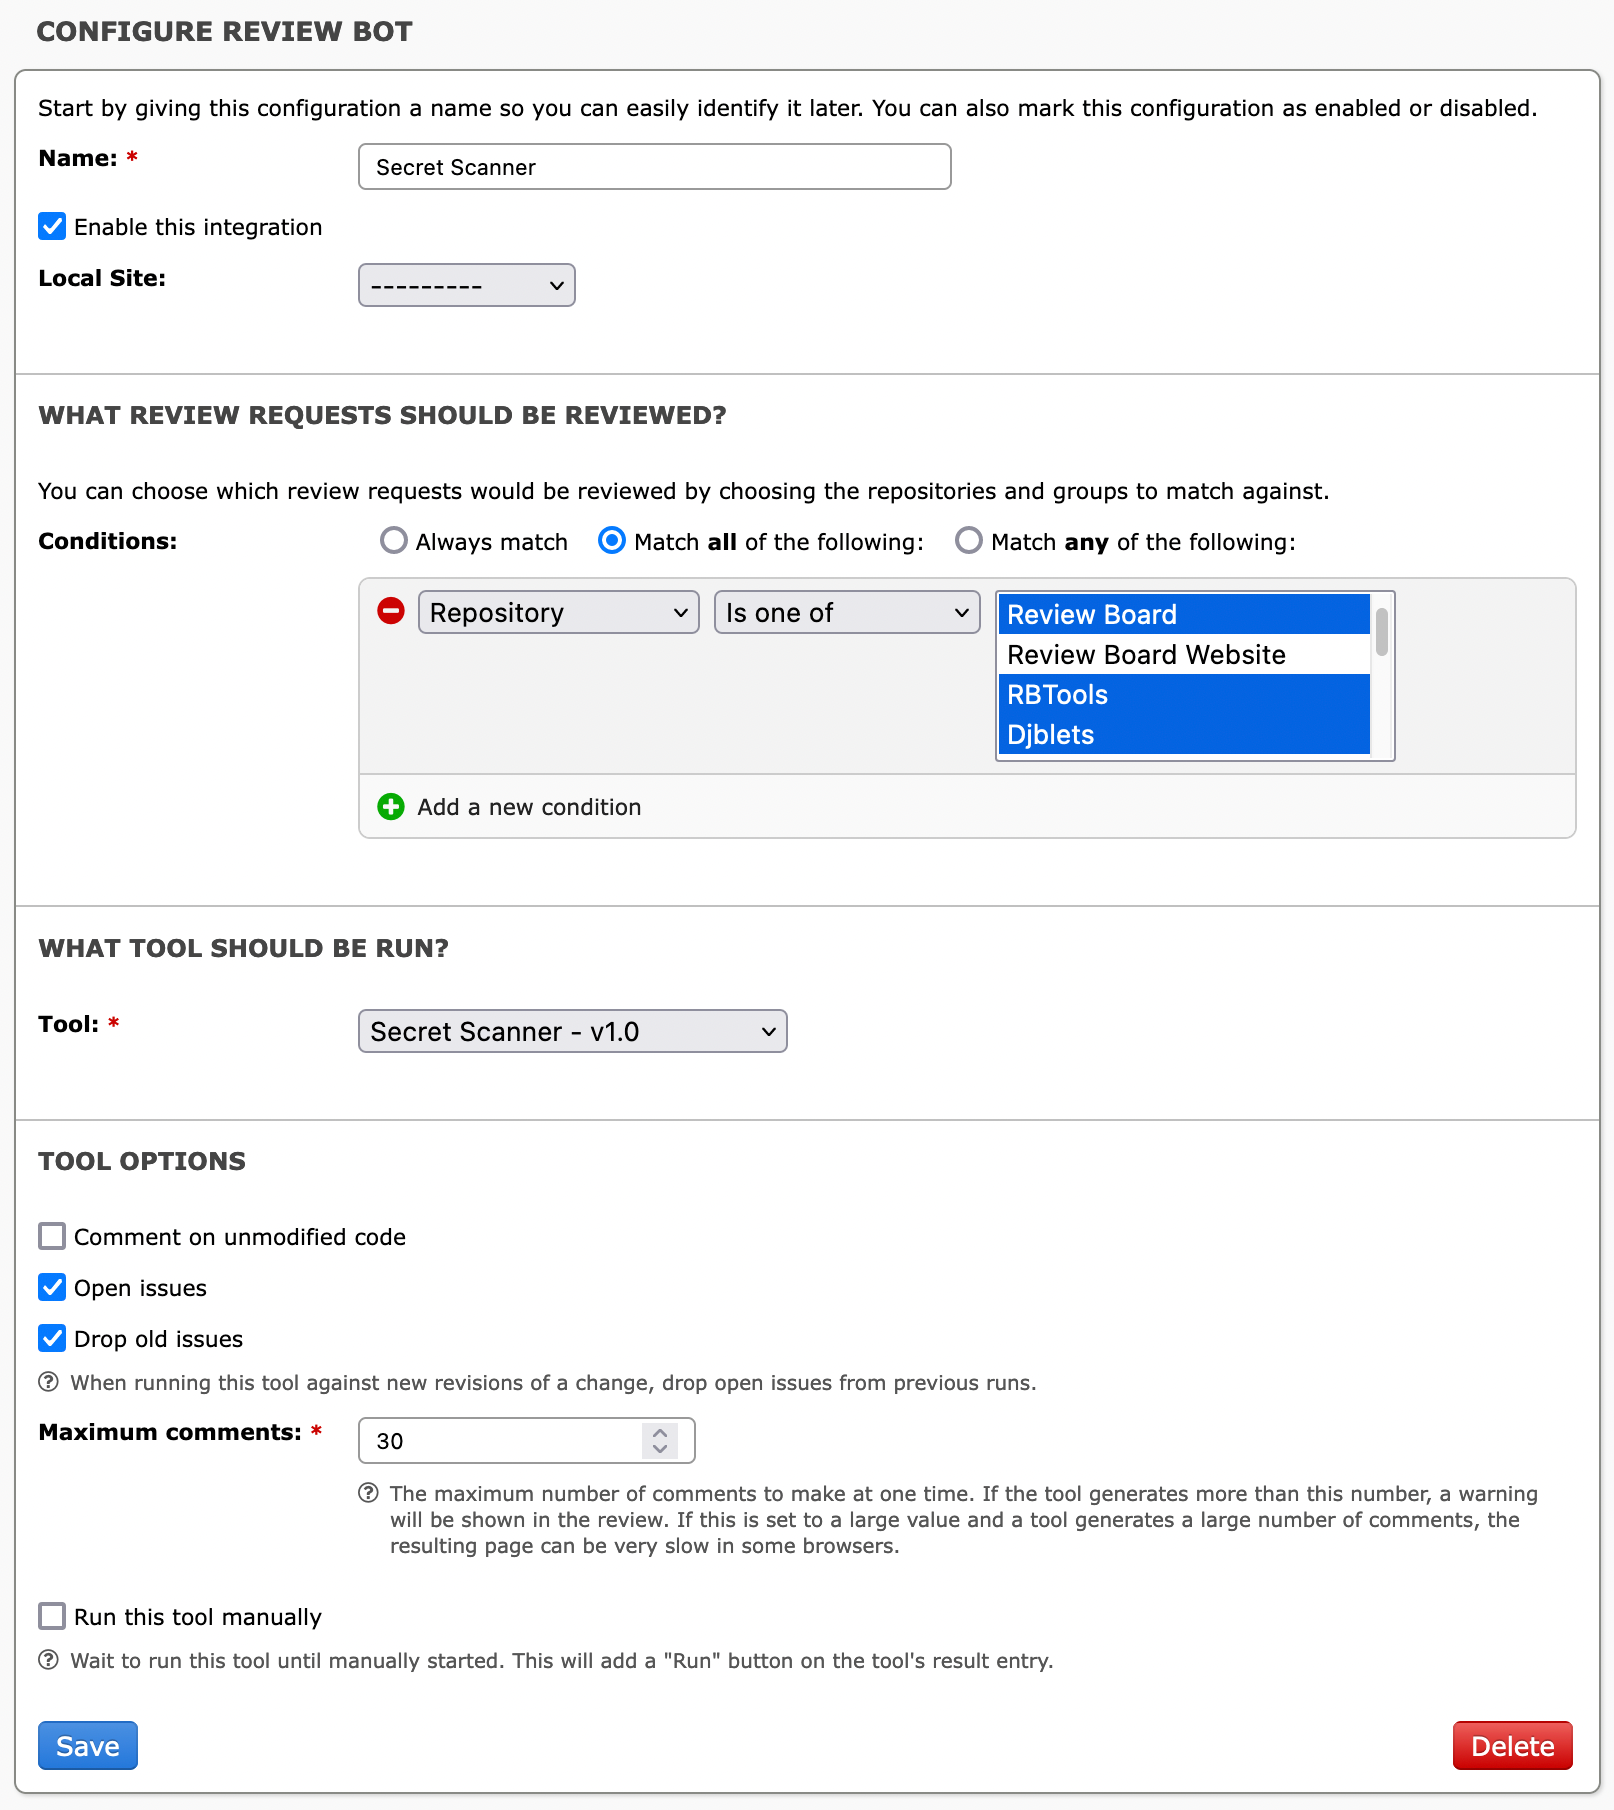 CONFIGURE REVIEW BOT
Start by giving this configuration a name so you can easily identify it later. You can also mark this configuration as enabled or disabled.
Name: *
Secret Scanner
Enable this integration
Local Site:
---------
WHAT REVIEW REQUESTS SHOULD BE REVIEWED?
You can choose which review requests would be reviewed by choosing the repositories and groups to match against.
Conditions:
Always match
Match all of the following:
Match any of the following:
Repository
Is one of
Review Board
Review Board Website
RBTools
Djblets
Add a new condition
WHAT TOOL SHOULD BE RUN?
Tool: *
Secret Scanner - v1.0
TOOL OPTIONS
Comment on unmodified code
Open issues
Drop old issues
When running this tool against new revisions of a change, drop open issues from previous runs.
Maximum comments: *
30
The maximum number of comments to make at one time. If the tool generates more than this number, a warning
will be shown in the review. If this is set to a large value and a tool generates a large number of comments, the
resulting page can be very slow in some browsers.
Run this tool manually
Wait to run this tool until manually started. This will add a "Run" button on the tool's result entry.
Save
Delete